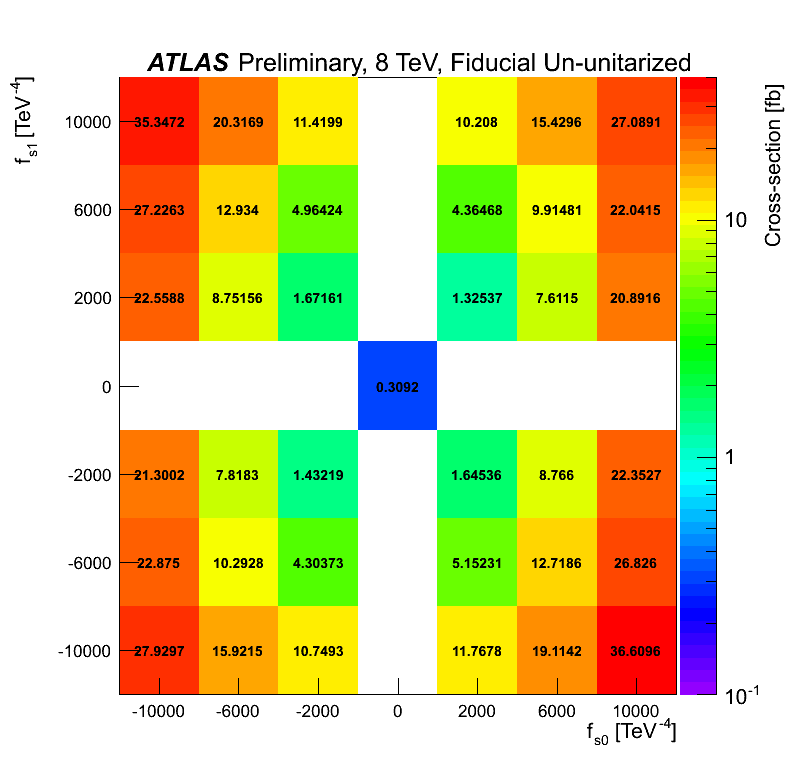 ATLAS Preliminary, 8 TeV, Fiducial Un-unitarized
f_s1 [TeV^-4]
Cross-section [fb]
10000 35.3472 20.3169 11.4199 10.208 15.4296 27.0891
6000 27.2263 12.934 4.96424 4.36468 9.91481 22.0415
10
2000 22.5588 8.75156 1.67161 1.32537 7.6115 20.8916
0 0.3092
1
-2000 21.3002 7.8183 1.43219 1.64536 8.766 22.3527
-6000 22.875 10.2928 4.30373 5.15231 12.7186 26.826
-10000 27.9297 15.9215 10.7493 11.7678 19.1142 36.6096
10^-1
-10000 -6000 -2000 0 2000 6000 10000
f_s0 [TeV^-4]